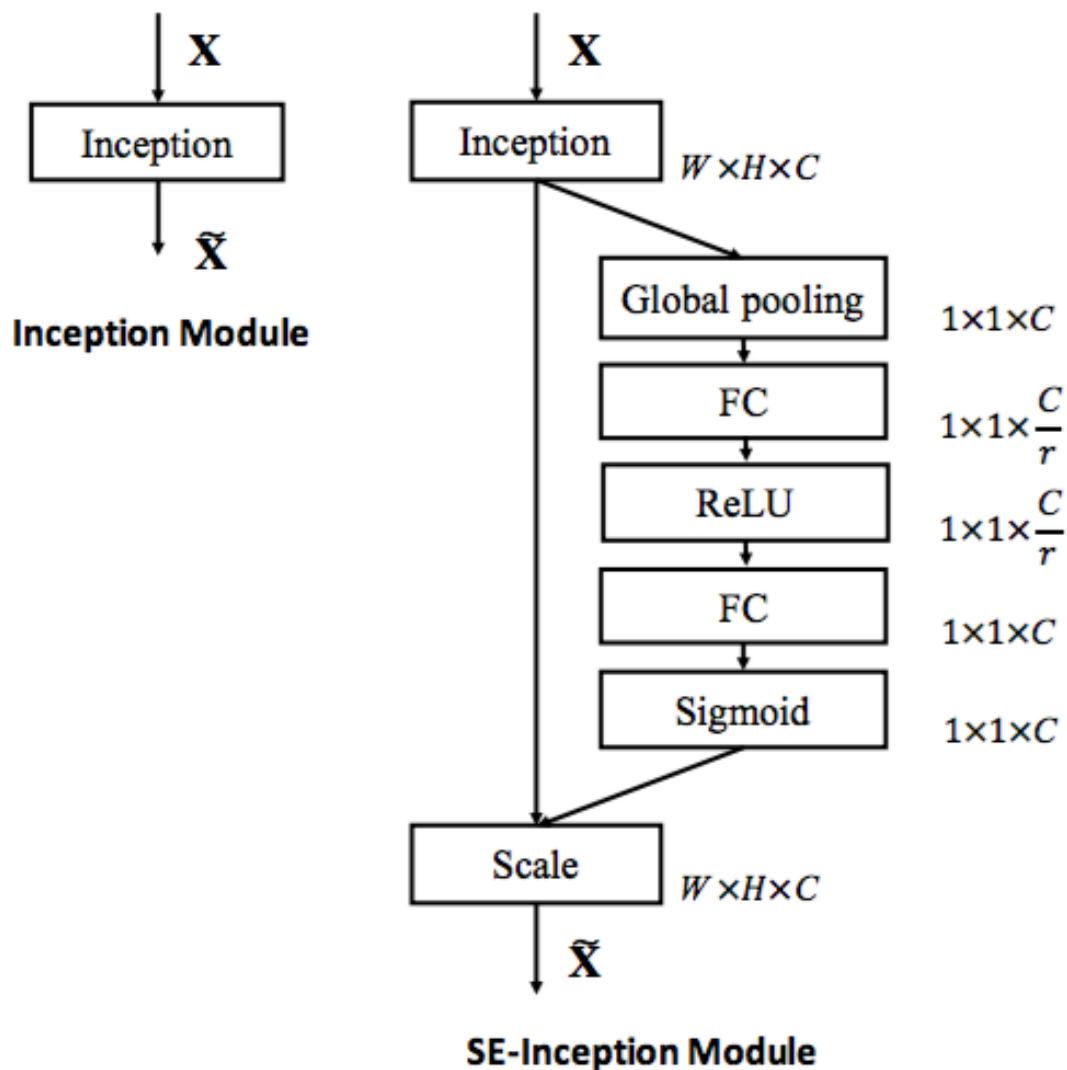 X
Inception
X̃
Inception Module
X
Inception
W×H×C
Global pooling
1×1×C
FC
1×1×C/r
ReLU
1×1×C/r
FC
1×1×C
Sigmoid
1×1×C
Scale
W×H×C
X̃
SE-Inception Module